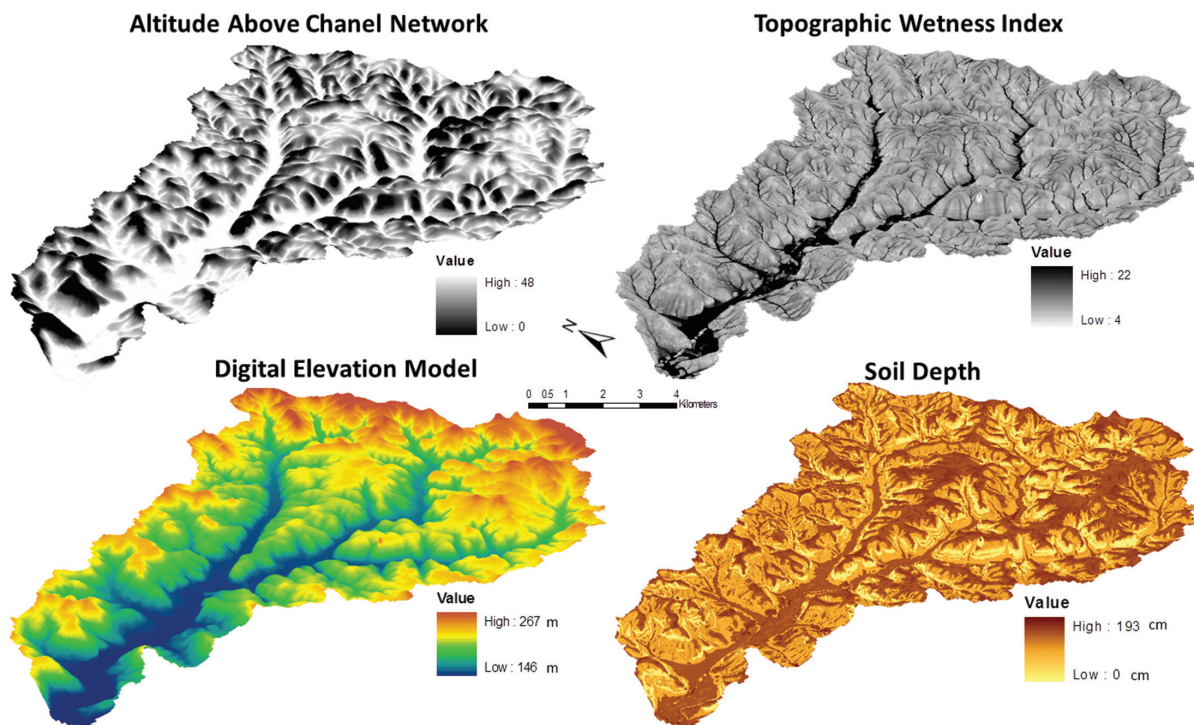 Altitude Above Chanel Network
Topographic Wetness Index
Value
High : 48
Low : 0
Value
High : 22
Low : 4
N
Digital Elevation Model
Soil Depth
0 0.5 1 2 3 4
Kilometers
Value
High : 267 m
Low : 146 m
Value
High : 193 cm
Low : 0 cm